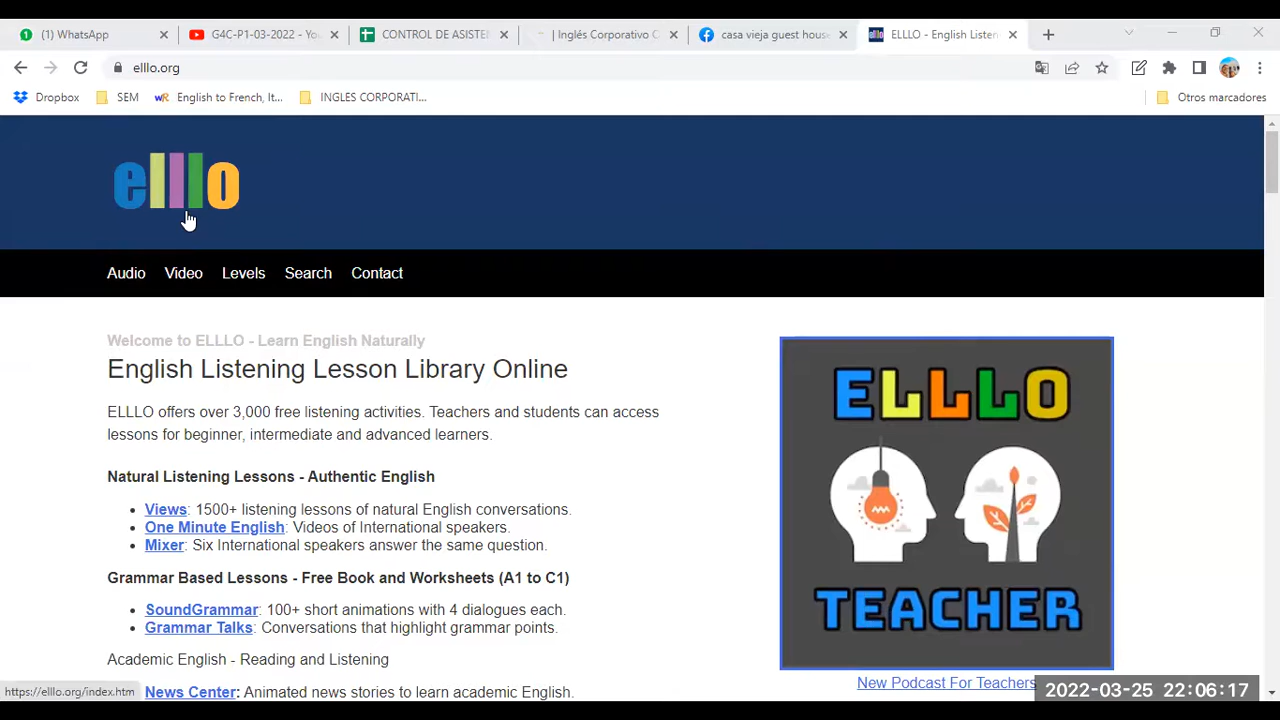 (1) WhatsApp
G4C-P1-03-2022 - You
CONTROL DE ASISTE
| Inglés Corporativo C
casa vieja guest hous
ELLLO - English Listen
elllo.org
Dropbox
SEM
English to French, It...
INGLES CORPORATI...
Otros marcadores
elllo
Audio Video Levels Search Contact
Welcome to ELLLO - Learn English Naturally
English Listening Lesson Library Online
ELLLO offers over 3,000 free listening activities. Teachers and students can access
lessons for beginner, intermediate and advanced learners.
Natural Listening Lessons - Authentic English
• Views: 1500+ listening lessons of natural English conversations.
• One Minute English: Videos of International speakers.
• Mixer: Six International speakers answer the same question.
Grammar Based Lessons - Free Book and Worksheets (A1 to C1)
• SoundGrammar: 100+ short animations with 4 dialogues each.
• Grammar Talks: Conversations that highlight grammar points.
Academic English - Reading and Listening
News Center: Animated news stories to learn academic English.
ELLLO
TEACHER
New Podcast For Teachers
https://elllo.org/index.htm
2022-03-25 22:06:17